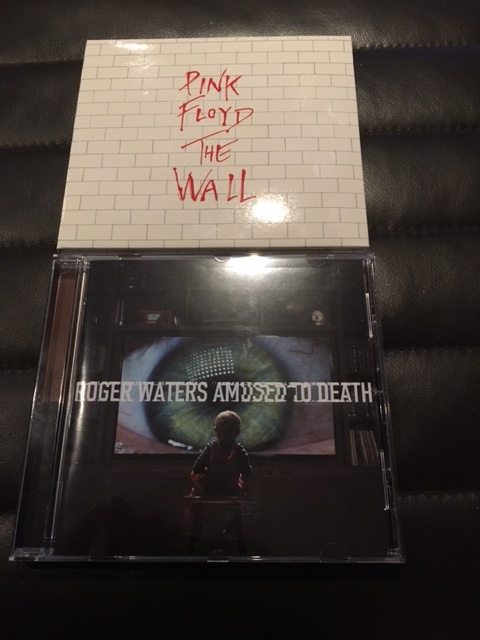 PINK
FLOYD
THE
WALL
ROGER WATERS AMUSED TO DEATH